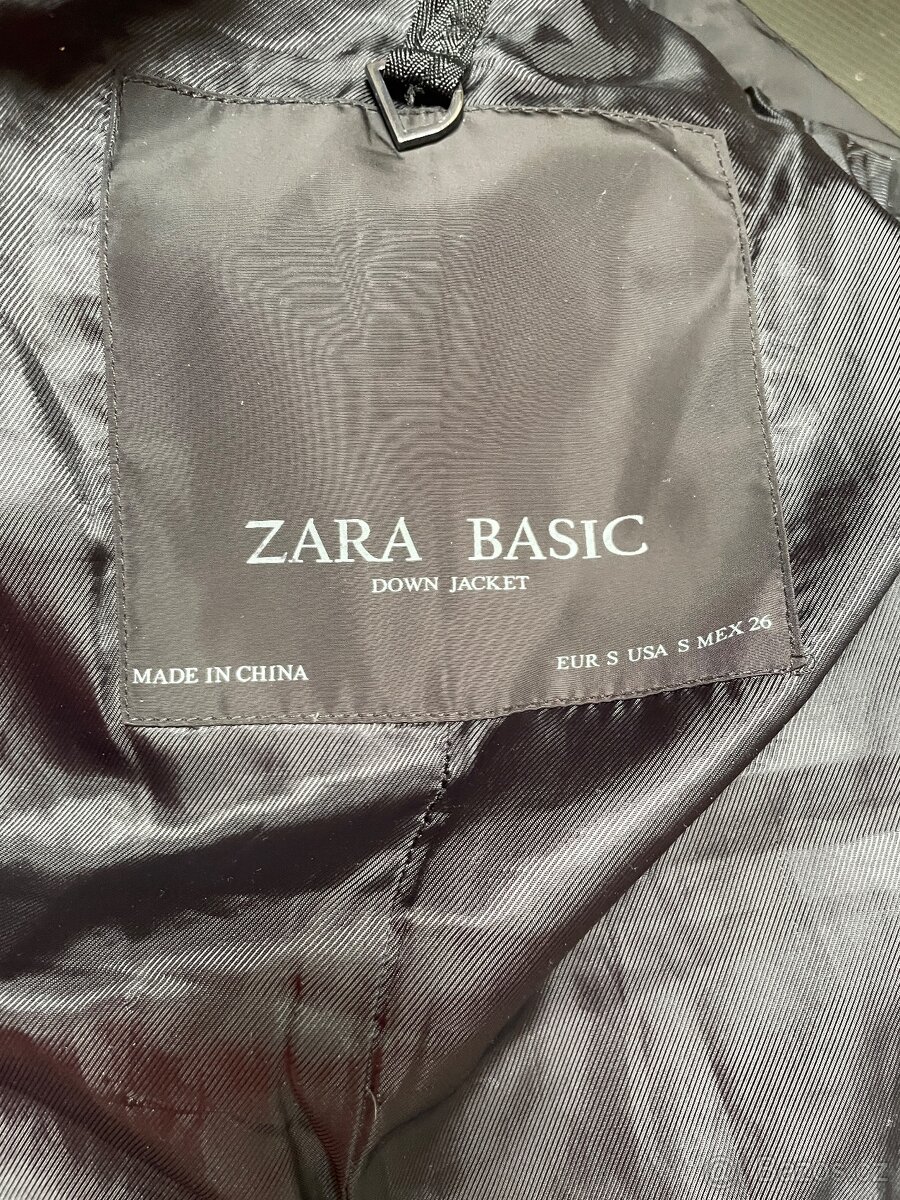 ZARA BASIC
DOWN JACKET
MADE IN CHINA
EUR S USA S MEX 26